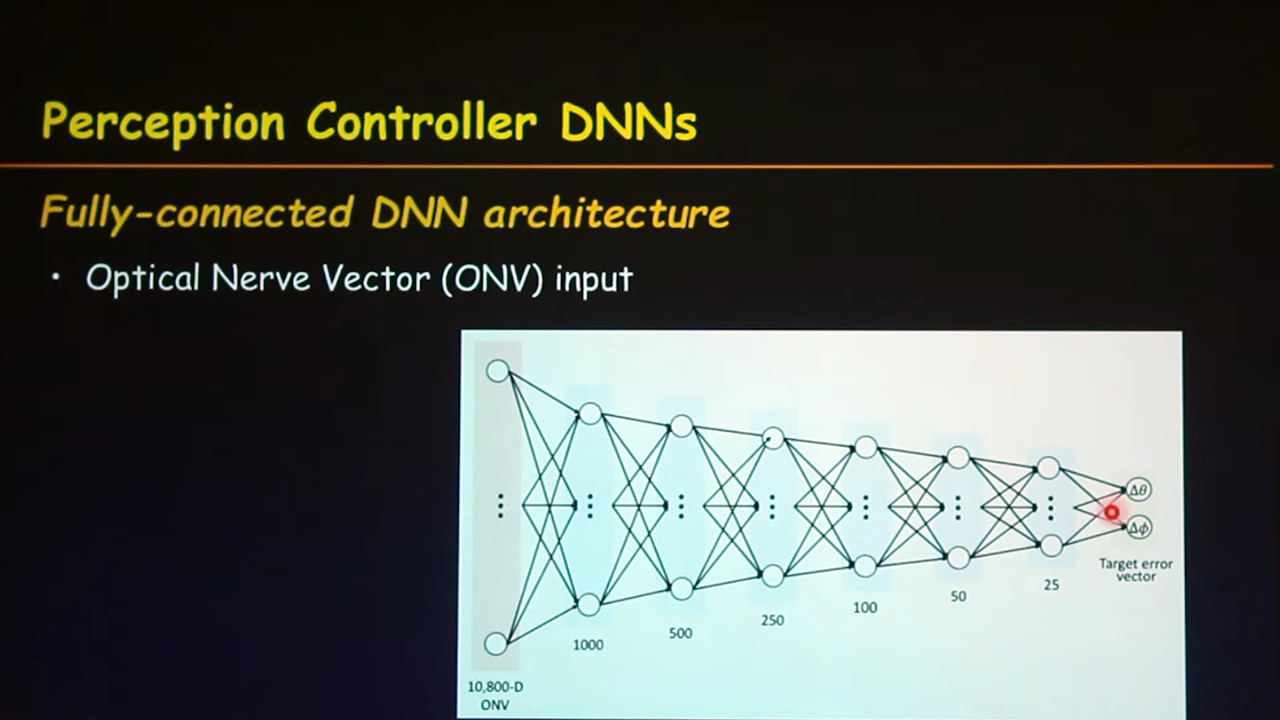 Perception Controller DNNs
Fully-connected DNN architecture
• Optical Nerve Vector (ONV) input
Δθ
Δϕ
Target error
vector
25
50
100
250
500
1000
10,800-D
ONV